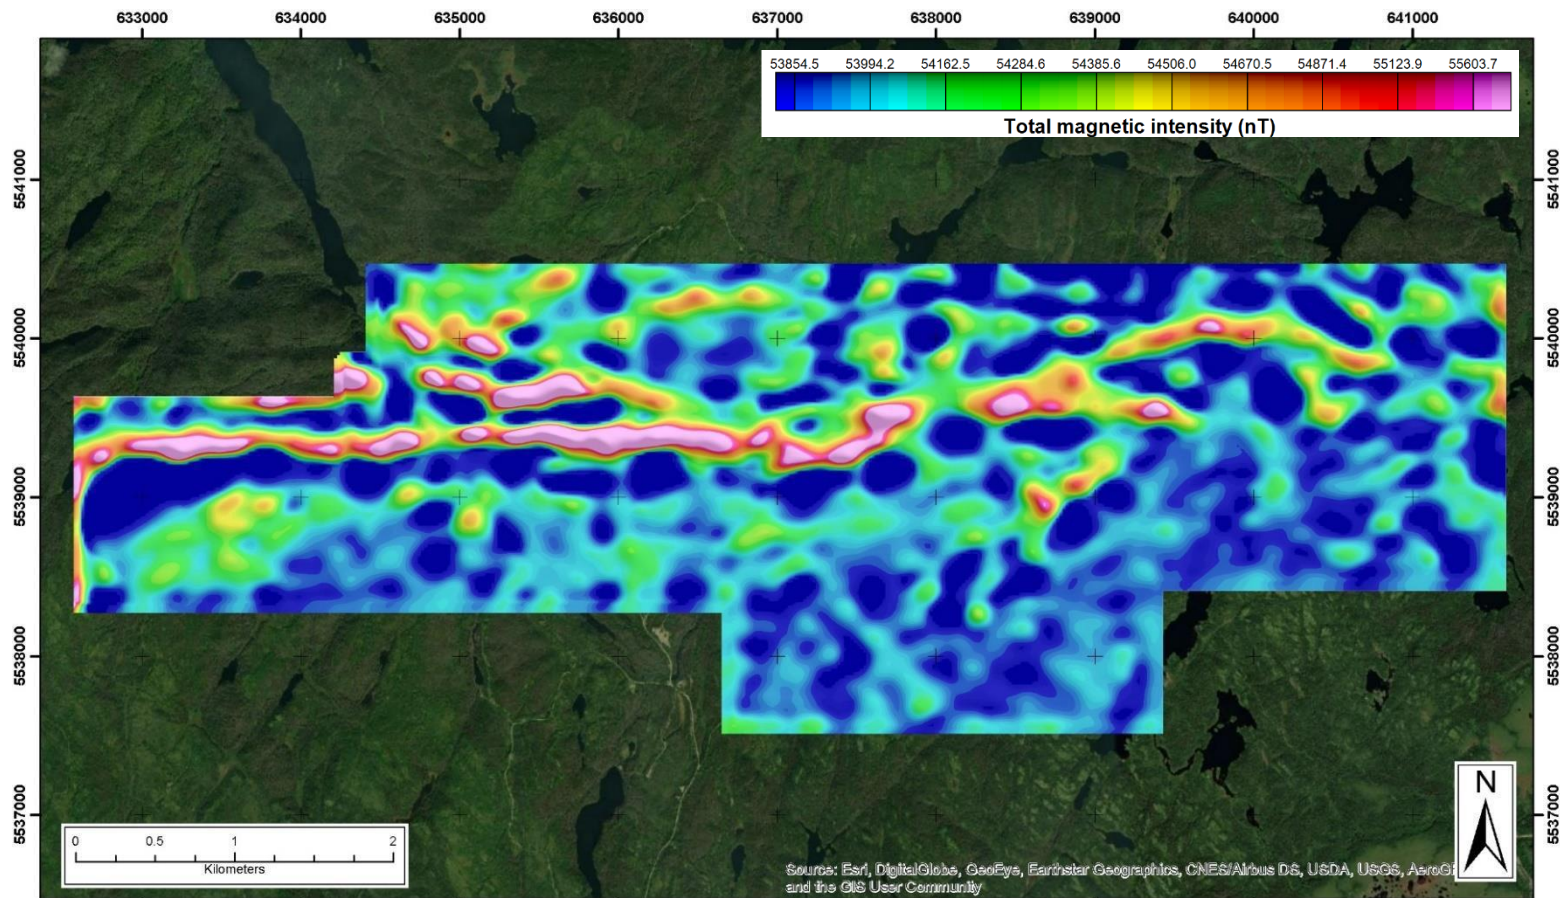 633000 634000 635000 636000 637000 638000 639000 640000 641000
53854.5 53994.2 54162.5 54284.6 54385.6 54506.0 54670.5 54871.4 55123.9 55603.7
Total magnetic intensity (nT)
5541000 5541000
5540000 5540000
5539000 5539000
5538000 5538000
5537000 5537000
N
0 0.5 1 2
Kilometers
Source: Esri, DigitalGlobe, GeoEye, Earthstar Geographics, CNES/Airbus DS, USDA, USGS,
and the GIS User Community